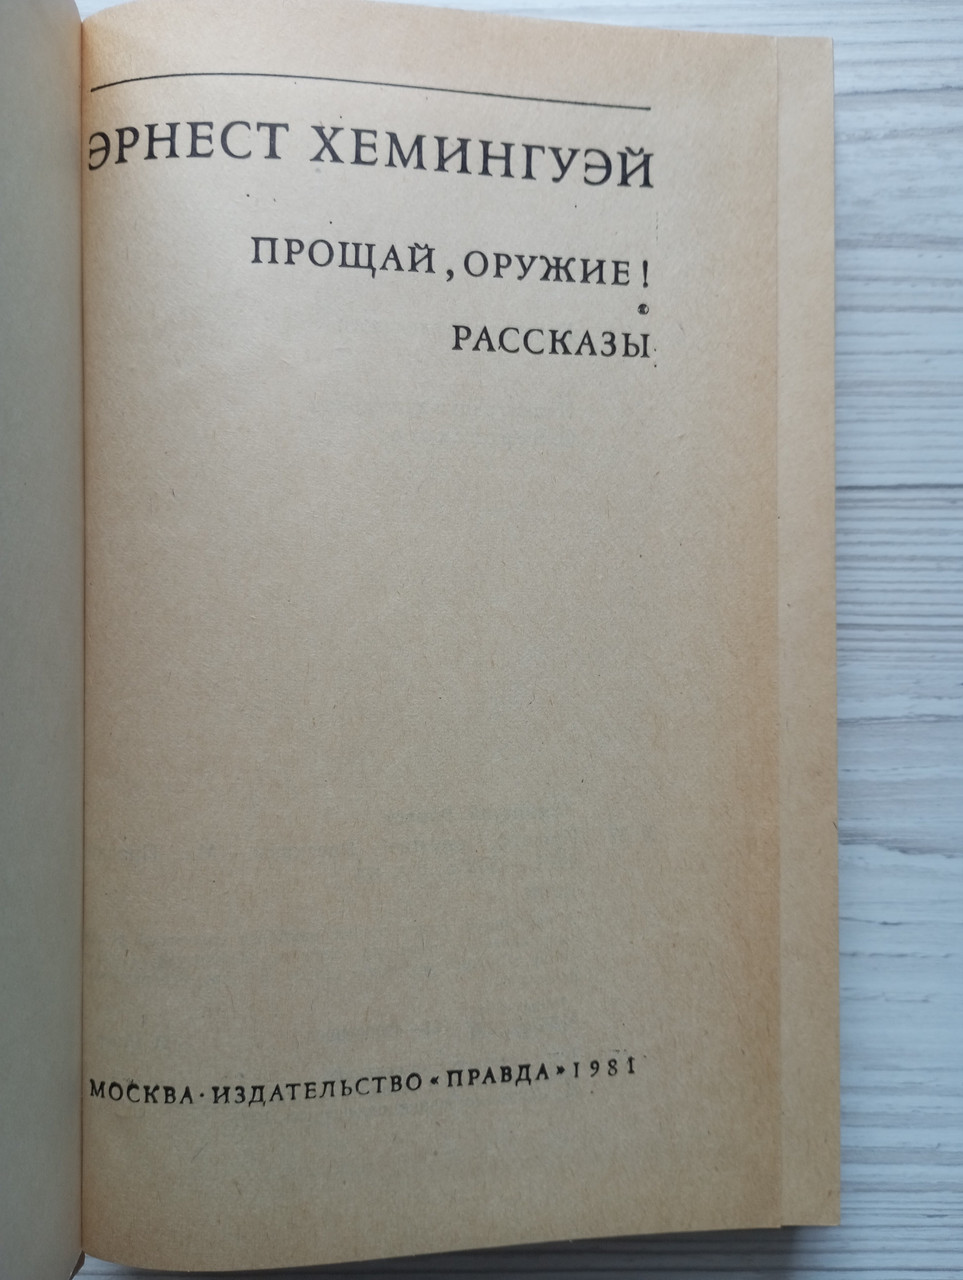 ЭРНЕСТ ХЕМИНГУЭЙ
ПРОЩАЙ, ОРУЖИЕ!
РАССКАЗЫ
МОСКВА · ИЗДАТЕЛЬСТВО «ПРАВДА» 1981